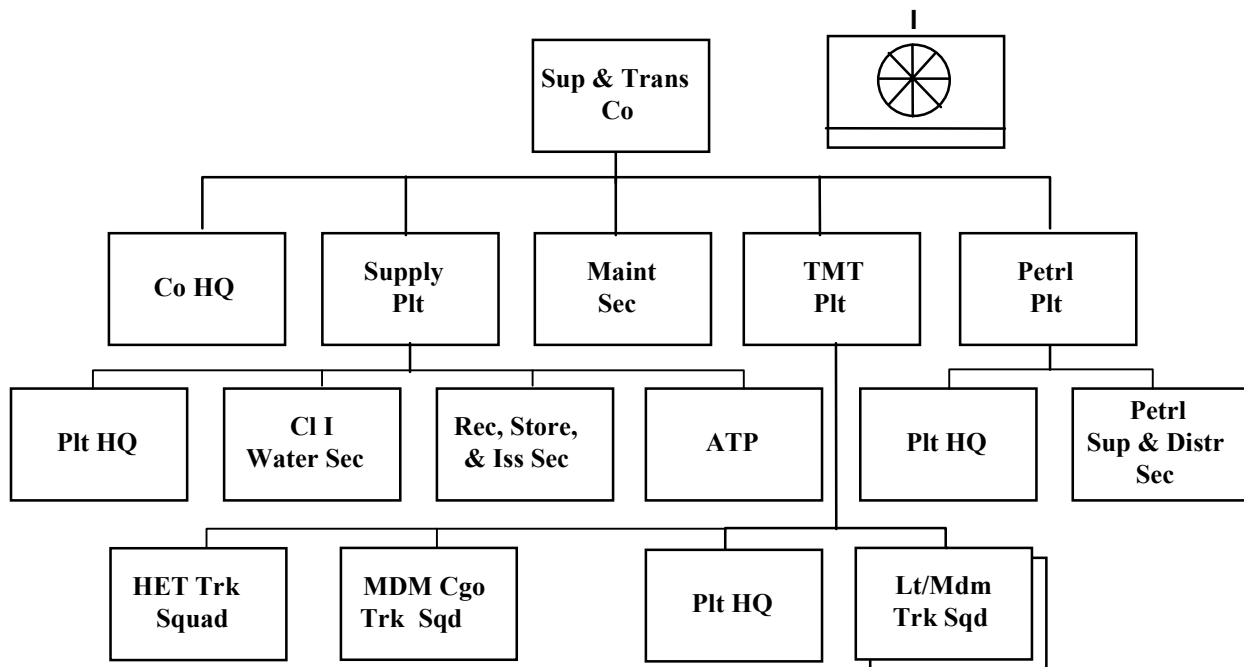 I
Sup & Trans
Co
Co HQ
Supply
Plt
Maint
Sec
TMT
Plt
Petrl
Plt
Plt HQ
Cl I
Water Sec
Rec, Store,
& Iss Sec
ATP
Plt HQ
Petrl
Sup & Distr
Sec
HET Trk
Squad
MDM Cgo
Trk Sqd
Plt HQ
Lt/Mdm
Trk Sqd